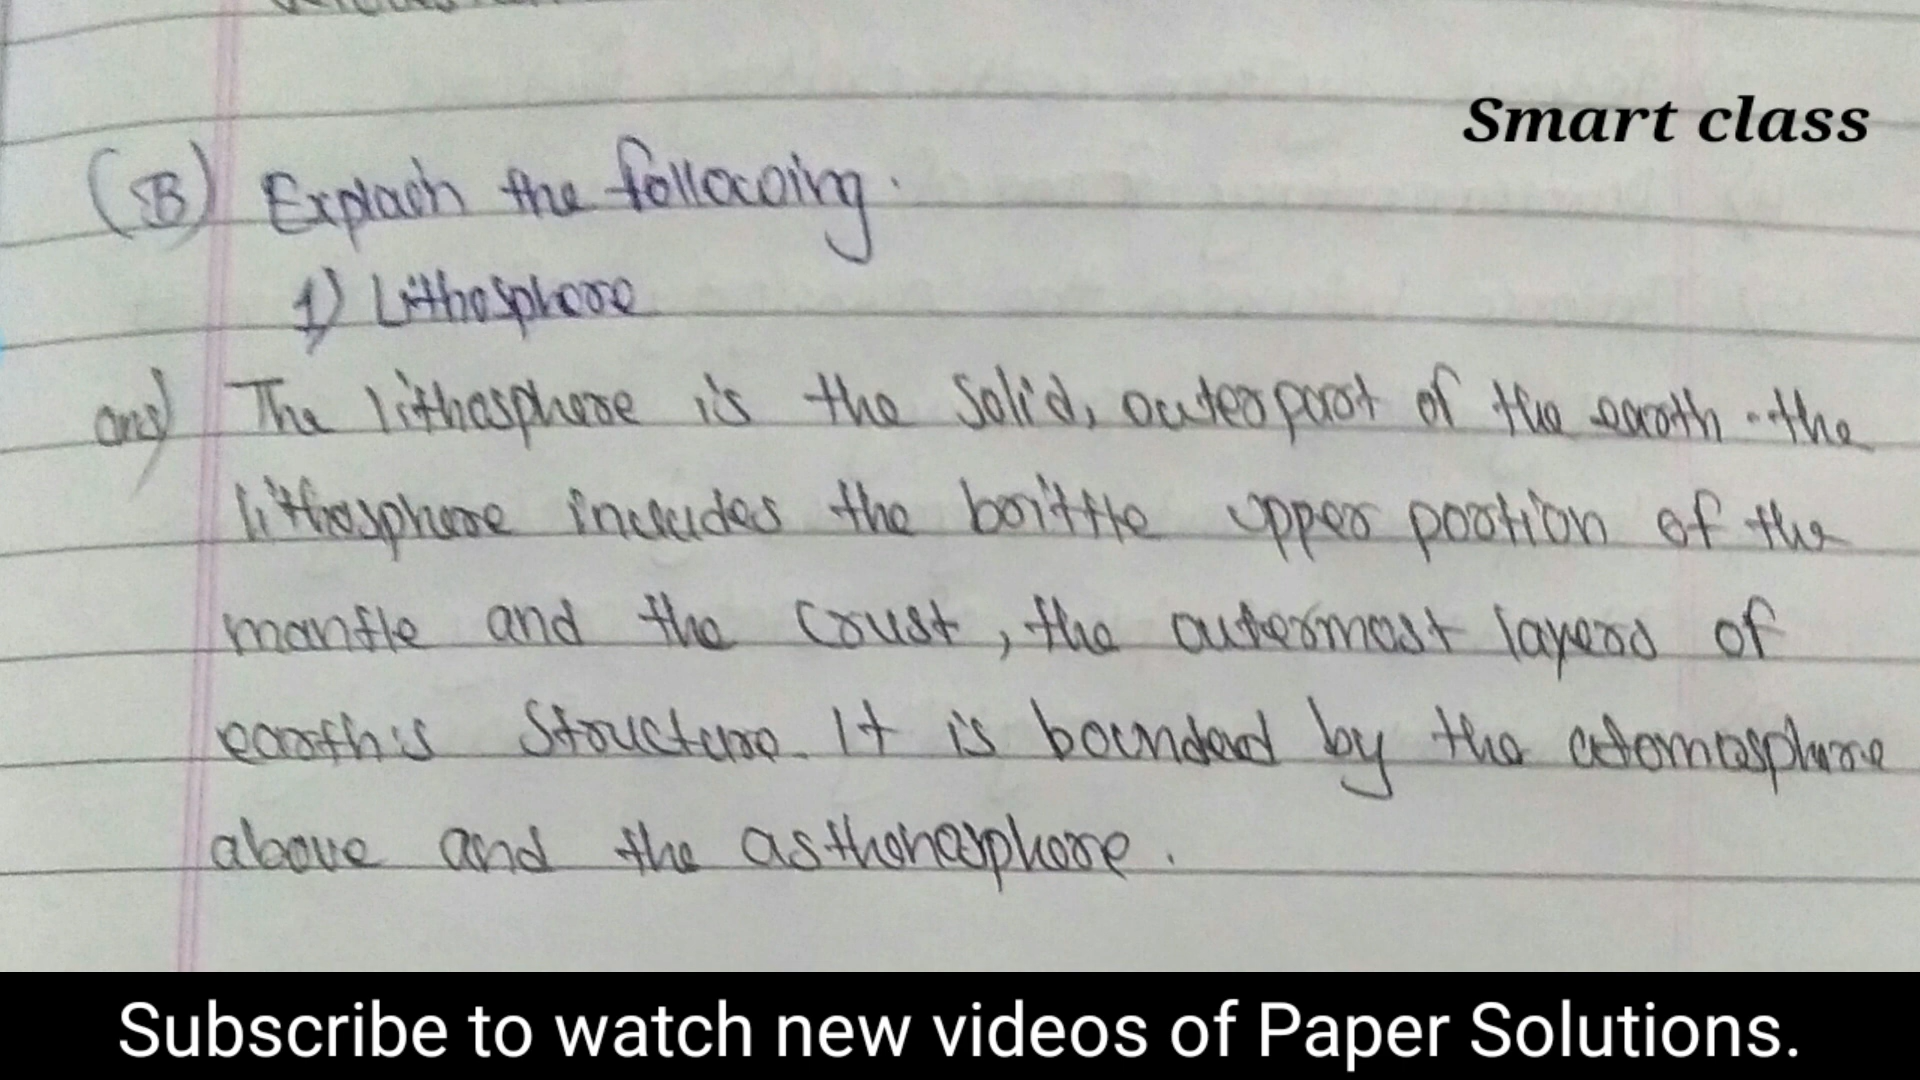 Smart class
(B) Explain the following.
1) Lithosphere
ans) The lithosphere is the solid, outer part of the earth. the
lithosphere includes the brittle upper portion of the
mantle and the crust, the outermost layers of
earth's structure. It is bounded by the atomosphere
above and the asthenosphere.
Subscribe to watch new videos of Paper Solutions.